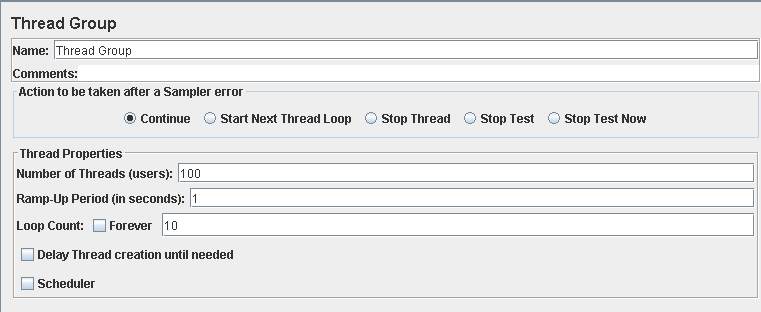 Thread Group
Name: Thread Group
Comments:
Action to be taken after a Sampler error
Continue Start Next Thread Loop Stop Thread Stop Test Stop Test Now
Thread Properties
Number of Threads (users): 100
Ramp-Up Period (in seconds): 1
Loop Count: Forever 10
Delay Thread creation until needed
Scheduler